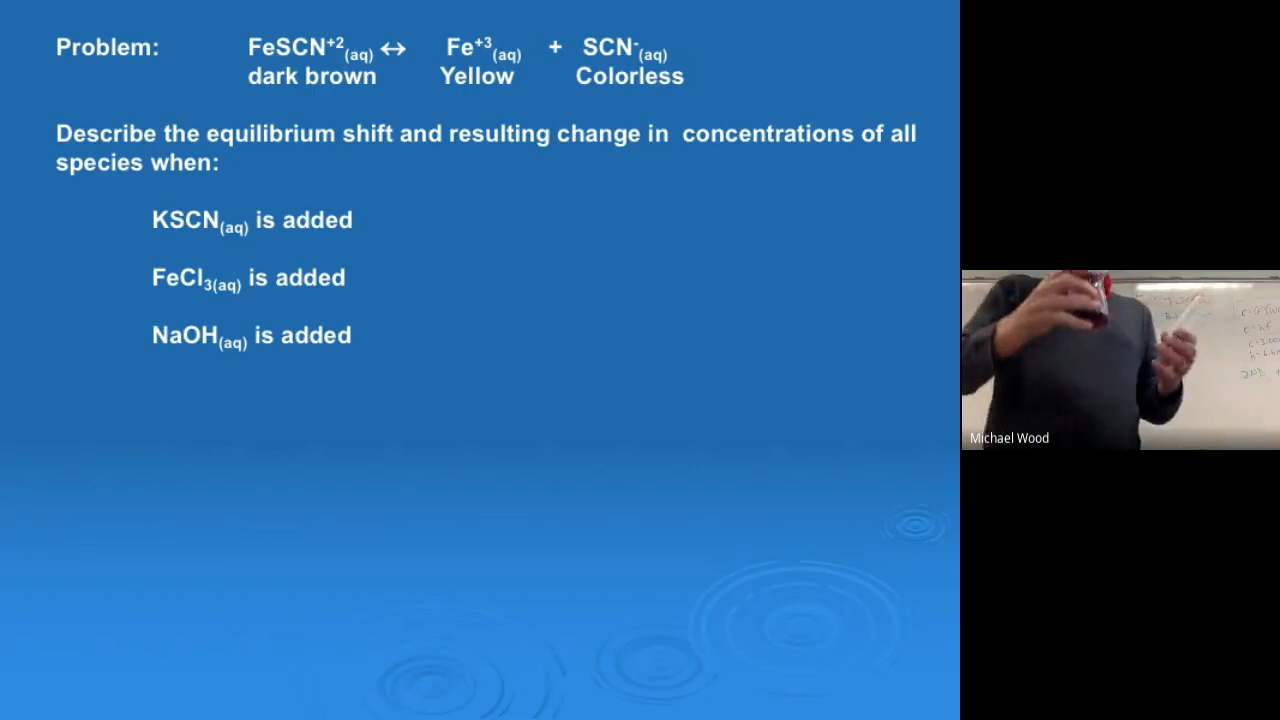 Problem: FeSCN⁺²₍aq₎ ↔ Fe⁺³₍aq₎ + SCN⁻₍aq₎
dark brown Yellow Colorless
Describe the equilibrium shift and resulting change in concentrations of all
species when:
KSCN₍aq₎ is added
FeCl₃₍aq₎ is added
NaOH₍aq₎ is added
Michael Wood